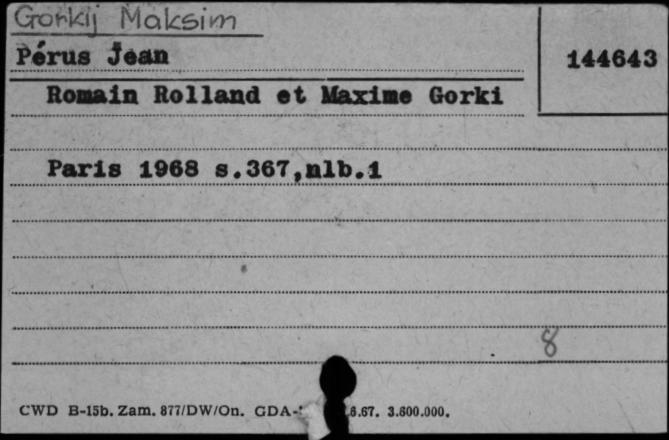 Gorkij Maksim
Pérus Jean
144643
Romain Rolland et Maxime Gorki
Paris 1968 s.367,nlb.1
8
CWD B-15b. Zam. 877/DW/On. GDA- 8.67. 3.600.000.